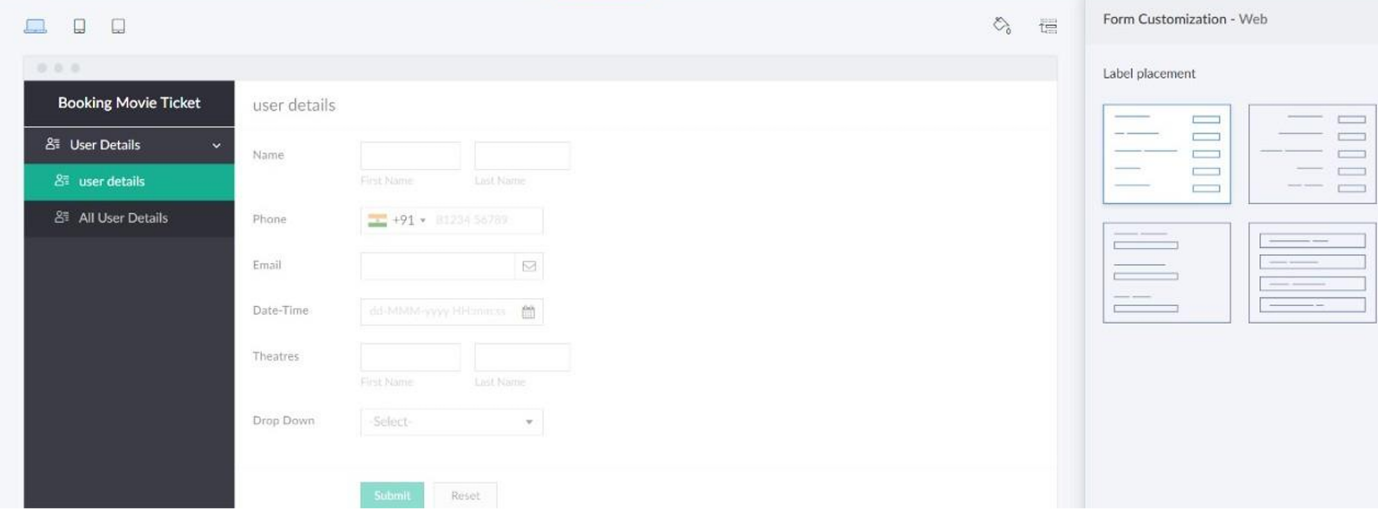 Form Customization - Web
Label placement
Booking Movie Ticket
User Details
user details
All User Details
user details
Name
First Name
Last Name
Phone
+91
81234 56789
Email
Date-Time
dd-MMM-yyyy HH:mm:ss
Theatres
First Name
Last Name
Drop Down
-Select-
Submit
Reset